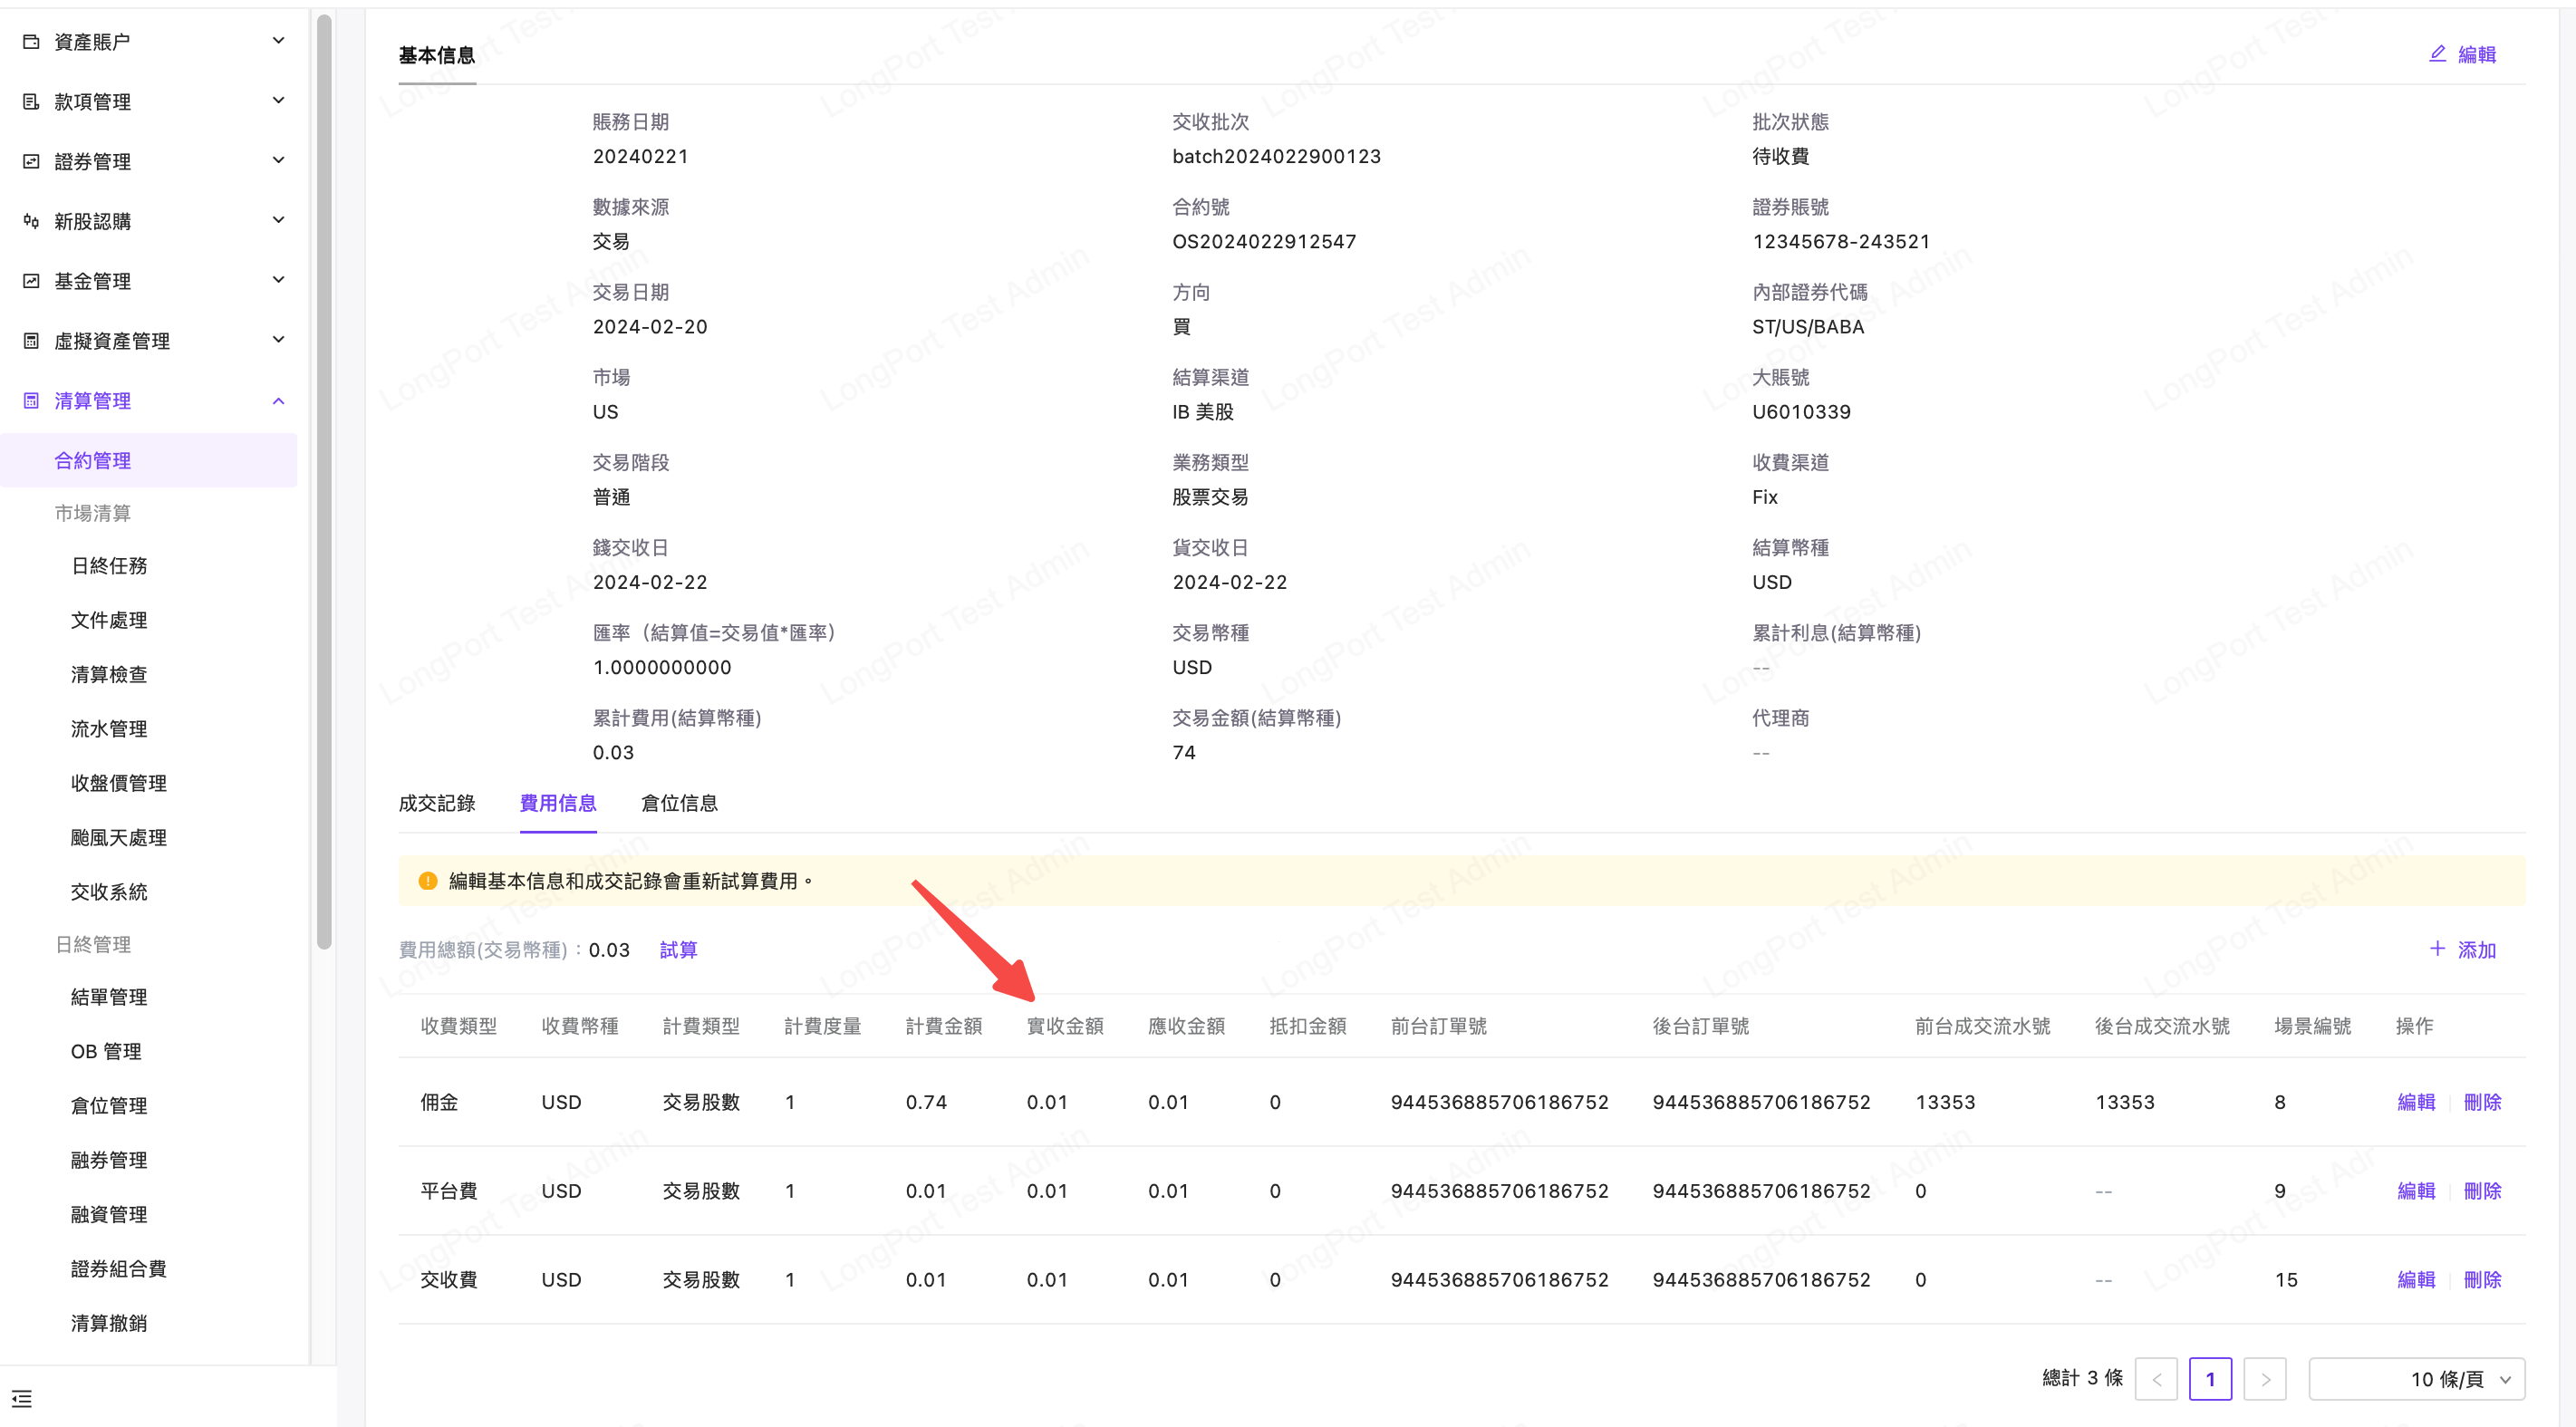 資產賬户
款項管理
證券管理
新股認購
基金管理
虛擬資產管理
清算管理
合約管理
市場清算
日終任務
文件處理
清算檢查
流水管理
收盤價管理
颱風天處理
交收系統
日終管理
結單管理
OB 管理
倉位管理
融券管理
融資管理
證券組合費
清算撤銷
基本信息 編輯
賬務日期 交收批次 批次狀態
20240221 batch2024022900123 待收費
數據來源 合約號 證券賬號
交易 OS2024022912547 12345678-243521
交易日期 方向 內部證券代碼
2024-02-20 買 ST/US/BABA
市場 結算渠道 大賬號
US IB 美股 U6010339
交易階段 業務類型 收費渠道
普通 股票交易 Fix
錢交收日 貨交收日 結算幣種
2024-02-22 2024-02-22 USD
匯率（結算值=交易值*匯率） 交易幣種 累計利息(結算幣種)
1.0000000000 USD --
累計費用(結算幣種) 交易金額(結算幣種) 代理商
0.03 74 --
成交記錄 費用信息 倉位信息
編輯基本信息和成交記錄會重新試算費用。
費用總額(交易幣種)：0.03 試算 添加
收費類型 收費幣種 計費類型 計費度量 計費金額 實收金額 應收金額 抵扣金額 前台訂單號 後台訂單號 前台成交流水號 後台成交流水號 場景編號 操作
佣金 USD 交易股數 1 0.74 0.01 0.01 0 944536885706186752 944536885706186752 13353 13353 8 編輯 刪除
平台費 USD 交易股數 1 0.01 0.01 0.01 0 944536885706186752 944536885706186752 0 -- 9 編輯 刪除
交收費 USD 交易股數 1 0.01 0.01 0.01 0 944536885706186752 944536885706186752 0 -- 15 編輯 刪除
總計 3 條 < 1 > 10 條/頁
LongPort Test Admin